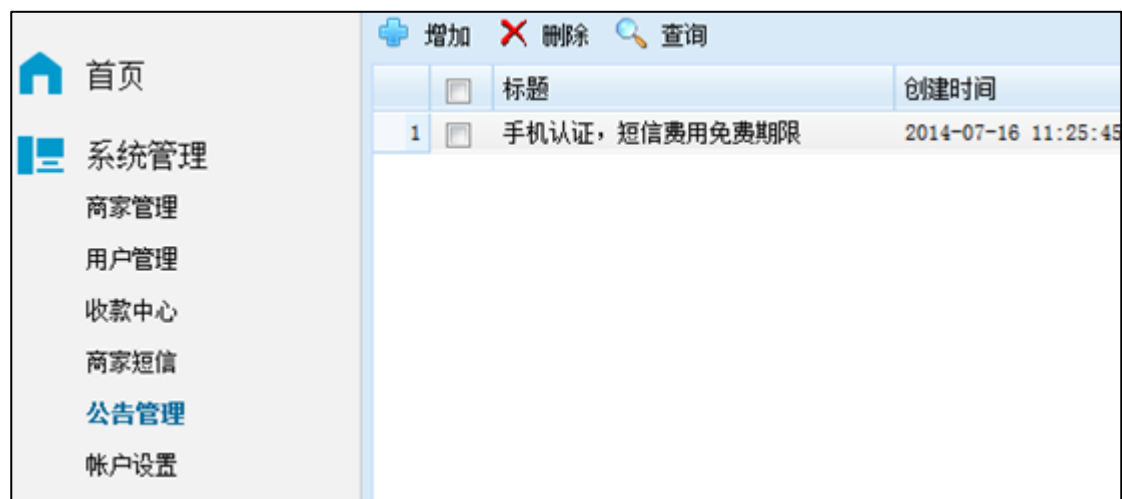 首页
系统管理
商家管理
用户管理
收款中心
商家短信
公告管理
帐户设置
增加 删除 查询
标题 创建时间
1 手机认证，短信费用免费期限 2014-07-16 11:25:45